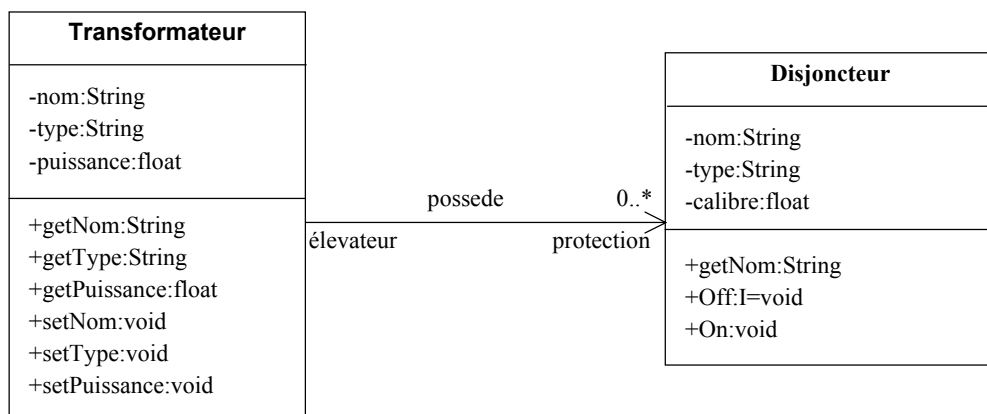 Transformateur
-nom:String
-type:String
-puissance:float
+getNom:String
+getType:String
+getPuissance:float
+setNom:void
+setType:void
+setPuissance:void
possede
0..*
élevateur
protection
Disjoncteur
-nom:String
-type:String
-calibre:float
+getNom:String
+Off:I=void
+On:void